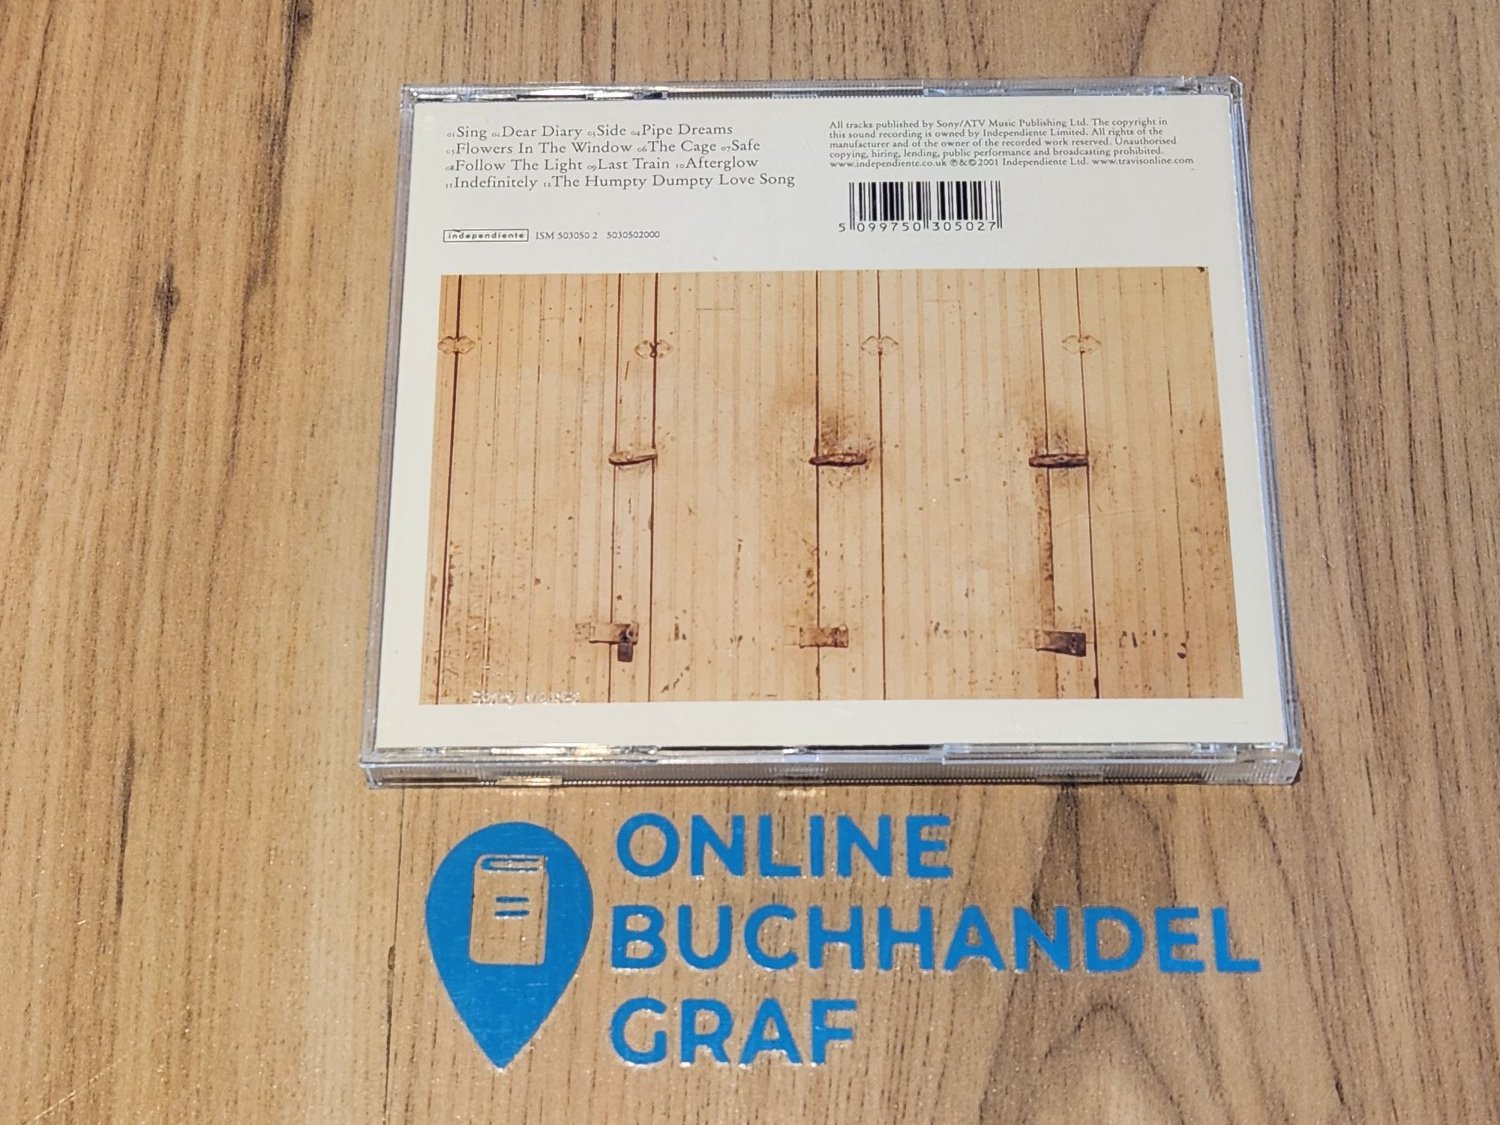 01 Sing 02 Dear Diary 03 Side 04 Pipe Dreams
05 Flowers In The Window 06 The Cage 07 Safe
08 Follow The Light 09 Last Train 10 Afterglow
11 Indefinitely 12 The Humpty Dumpty Love Song
All tracks published by Sony/ATV Music Publishing Ltd. The copyright in
this sound recording is owned by Independiente Limited. All rights of the
manufacturer and of the owner of the recorded work reserved. Unauthorised
copying, hiring, lending, public performance and broadcasting prohibited.
www.independiente.co.uk ℗&©2001 Independiente Ltd. www.travisonline.com
5 099750 305027
independiente ISM 503050 2 5030502000
ONLINE
BUCHHANDEL
GRAF